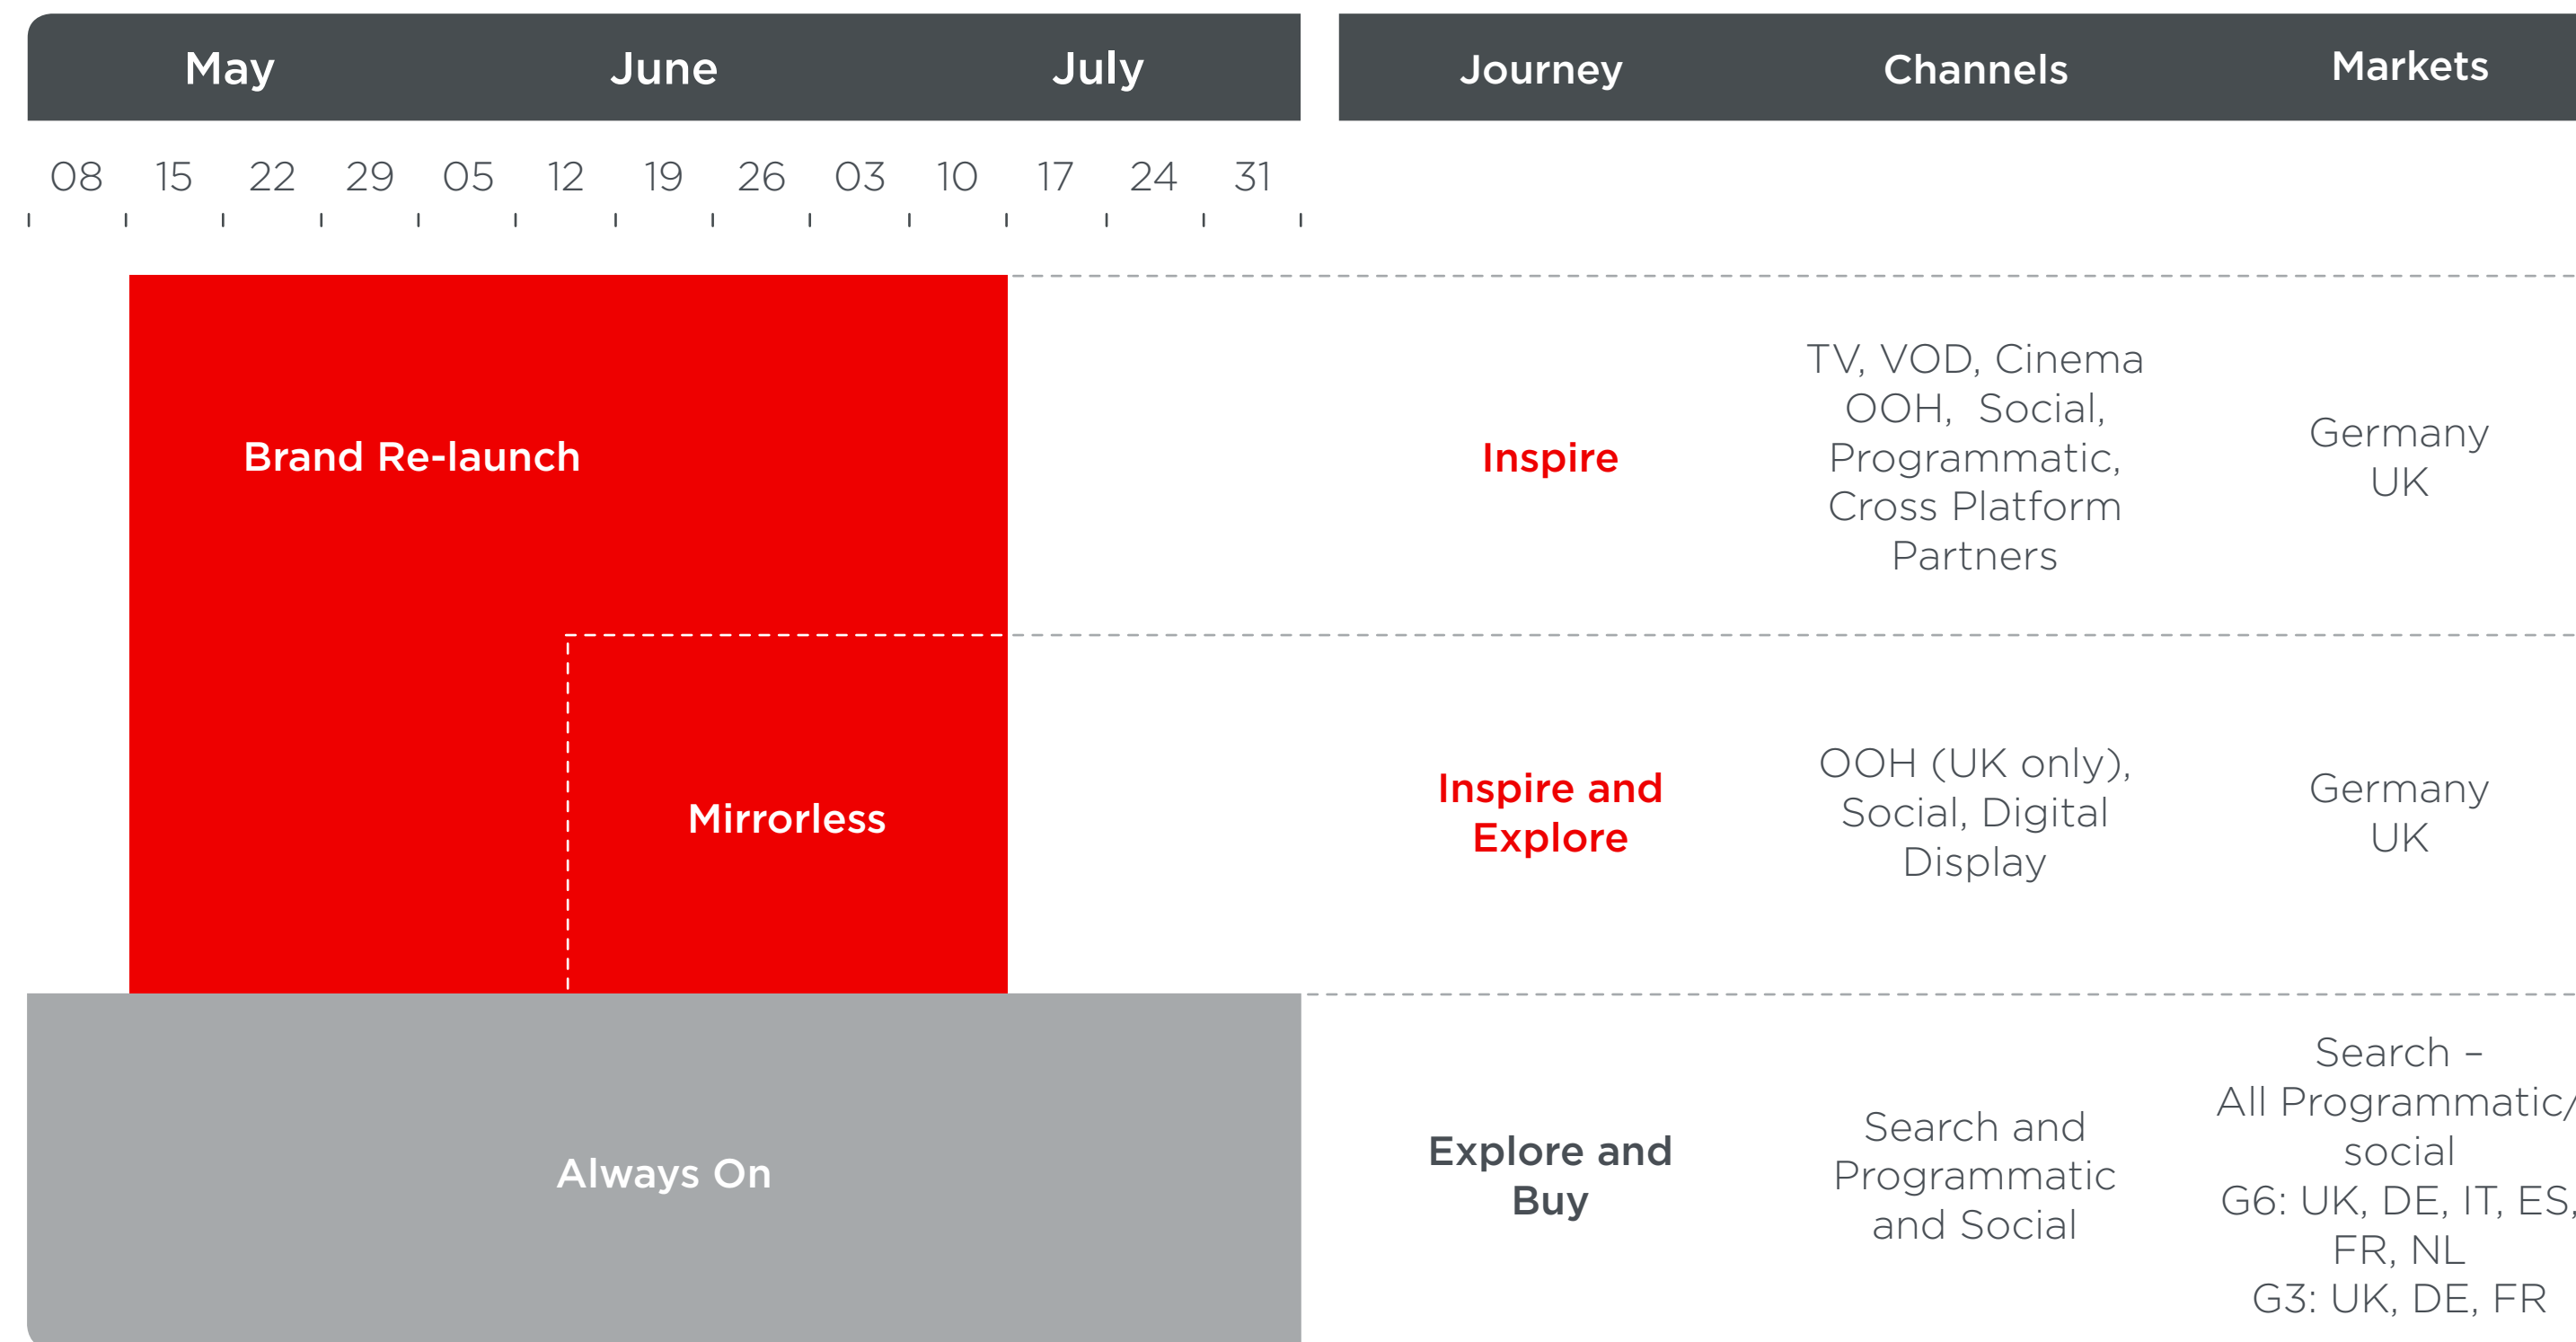 May June July Journey Channels Markets
08 15 22 29 05 12 19 26 03 10 17 24 31
Brand Re-launch
Inspire
TV, VOD, Cinema
OOH, Social,
Programmatic,
Cross Platform
Partners
Germany
UK
Mirrorless
Inspire and
Explore
OOH (UK only),
Social, Digital
Display
Germany
UK
Always On
Explore and
Buy
Search and
Programmatic
and Social
Search –
All Programmatic/
social
G6: UK, DE, IT, ES,
FR, NL
G3: UK, DE, FR